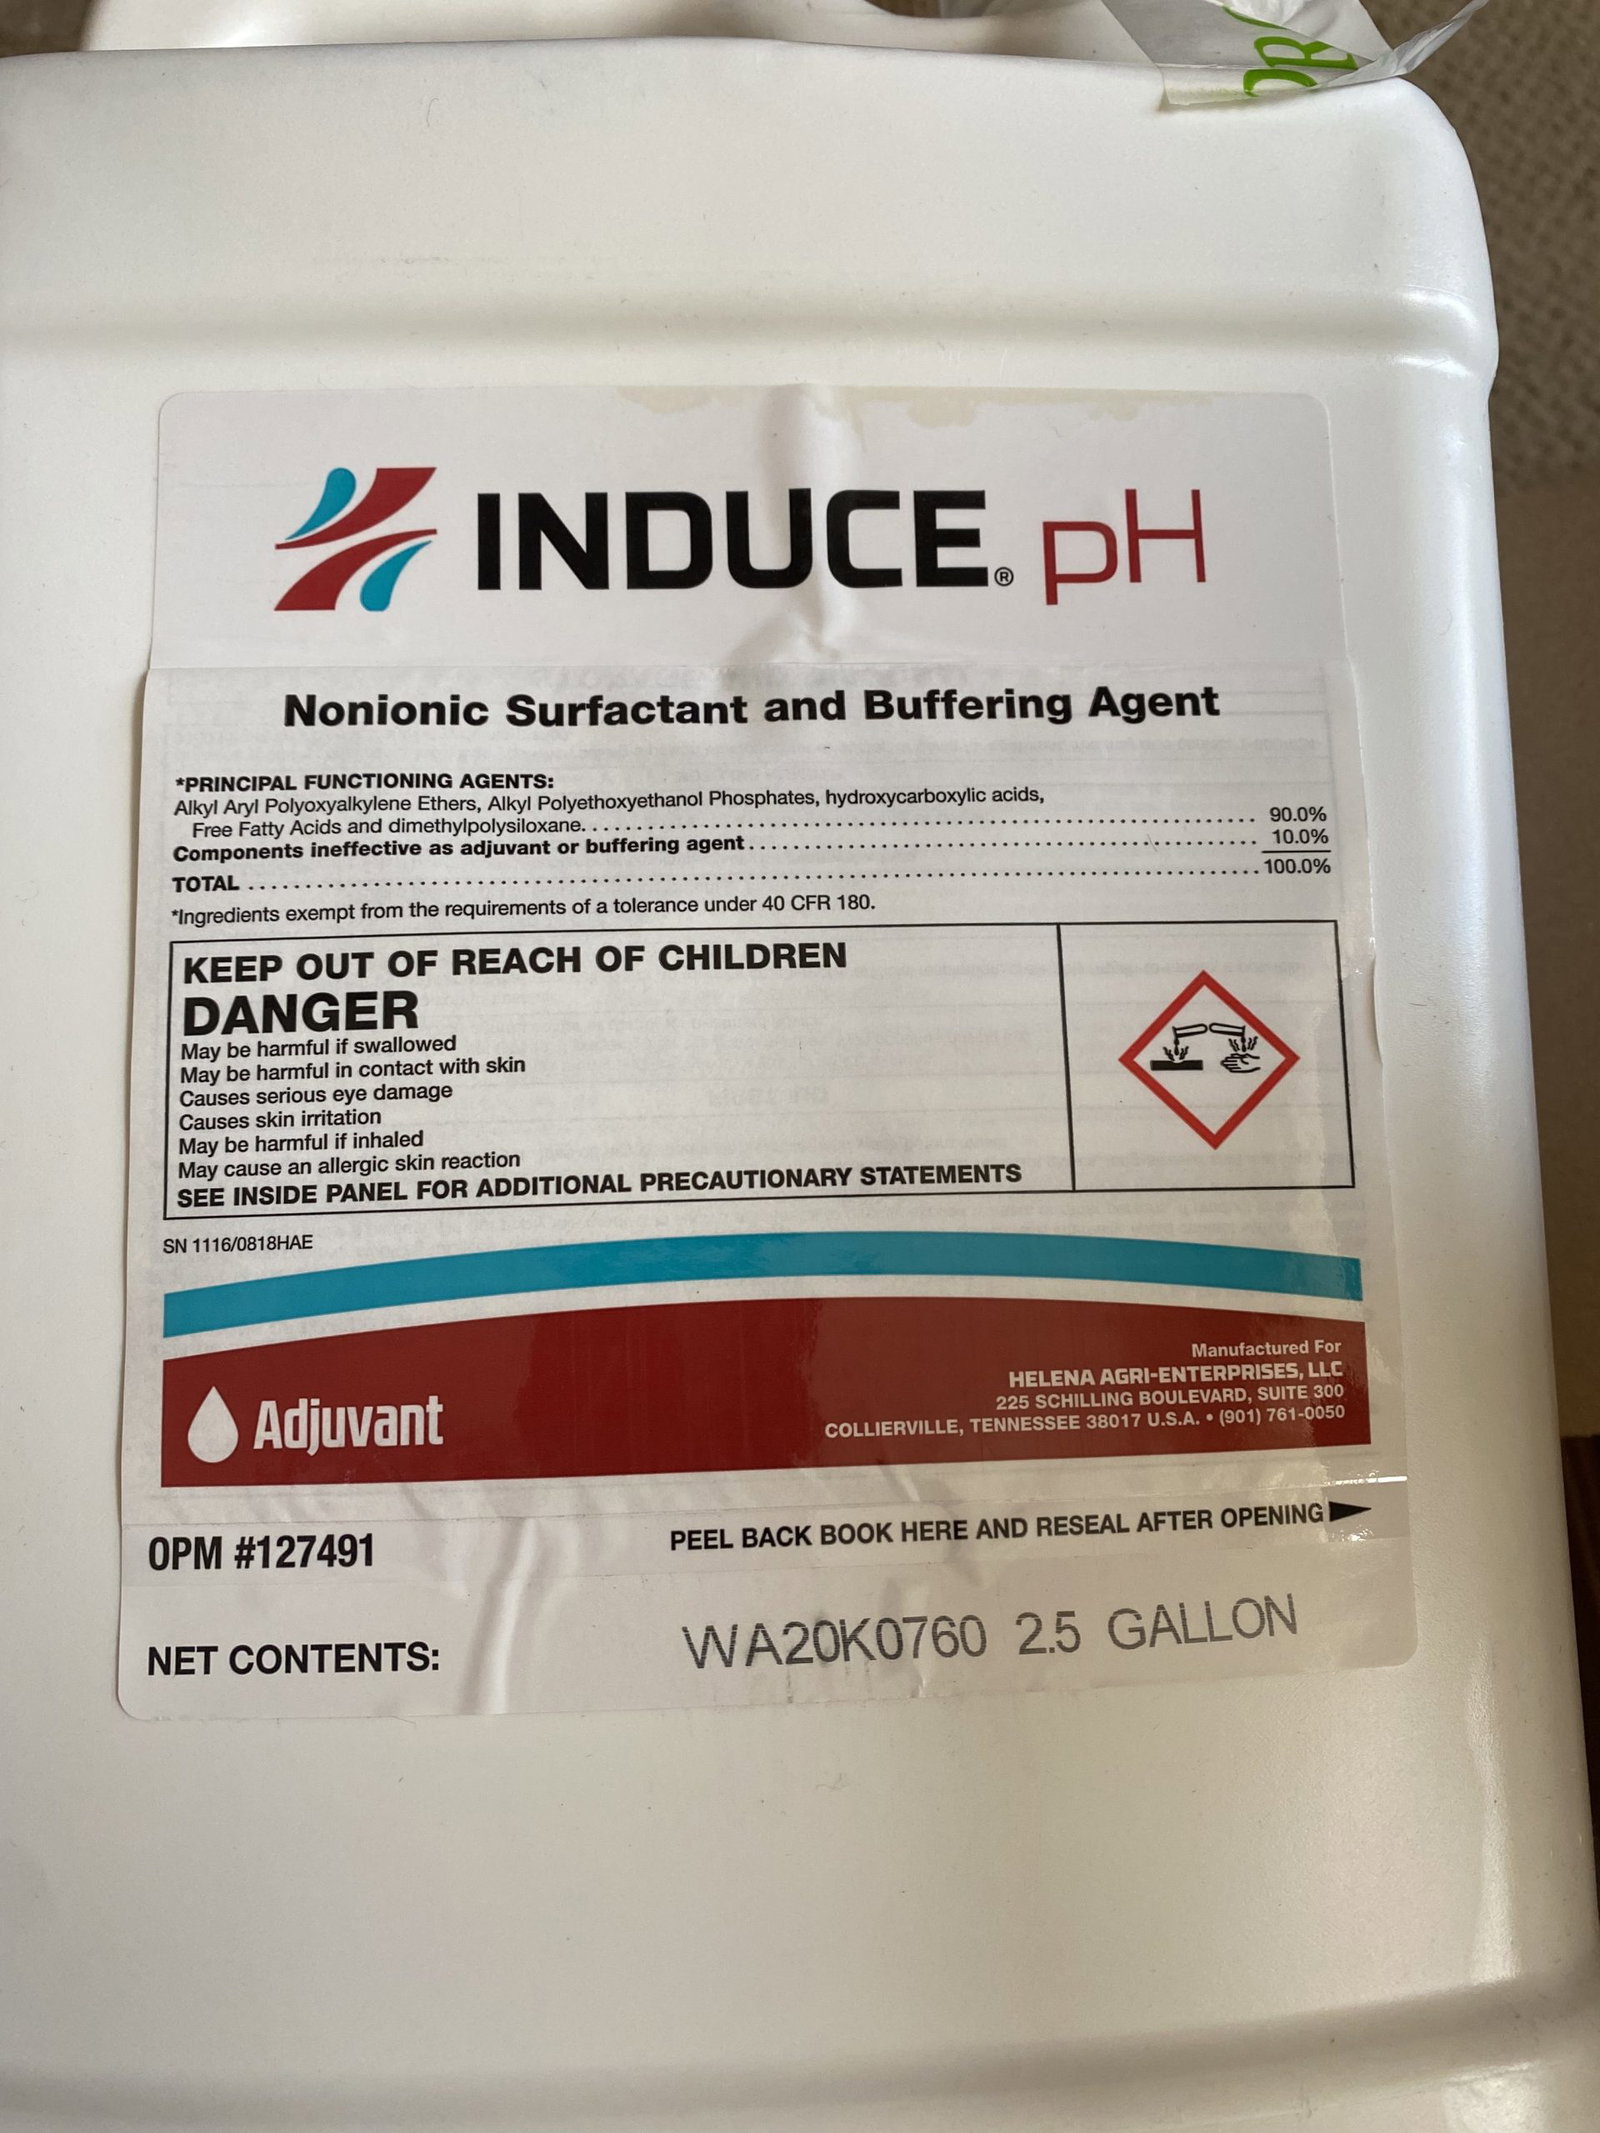 INDUCE® pH
Nonionic Surfactant and Buffering Agent
*PRINCIPAL FUNCTIONING AGENTS:
Alkyl Aryl Polyoxyalkylene Ethers, Alkyl Polyethoxyethanol Phosphates, hydroxycarboxylic acids,
Free Fatty Acids and dimethylpolysiloxane. . . . . . . . . . . . . . . . . . . . . . . . . . . . . . . . . . . . . . . . . . . . . . . . . . 90.0%
Components ineffective as adjuvant or buffering agent . . . . . . . . . . . . . . . . . . . . . . . . . . . . . . . . . . . . 10.0%
TOTAL . . . . . . . . . . . . . . . . . . . . . . . . . . . . . . . . . . . . . . . . . . . . . . . . . . . . . . . . . . . . . . . . . . . . . . . . . . . . 100.0%
*Ingredients exempt from the requirements of a tolerance under 40 CFR 180.
KEEP OUT OF REACH OF CHILDREN
DANGER
May be harmful if swallowed
May be harmful in contact with skin
Causes serious eye damage
Causes skin irritation
May be harmful if inhaled
May cause an allergic skin reaction
SEE INSIDE PANEL FOR ADDITIONAL PRECAUTIONARY STATEMENTS
SN 1116/0818HAE
Adjuvant
Manufactured For
HELENA AGRI-ENTERPRISES, LLC
225 SCHILLING BOULEVARD, SUITE 300
COLLIERVILLE, TENNESSEE 38017 U.S.A. • (901) 761-0050
OPM #127491
PEEL BACK BOOK HERE AND RESEAL AFTER OPENING
NET CONTENTS:
WA20K0760 2.5 GALLON